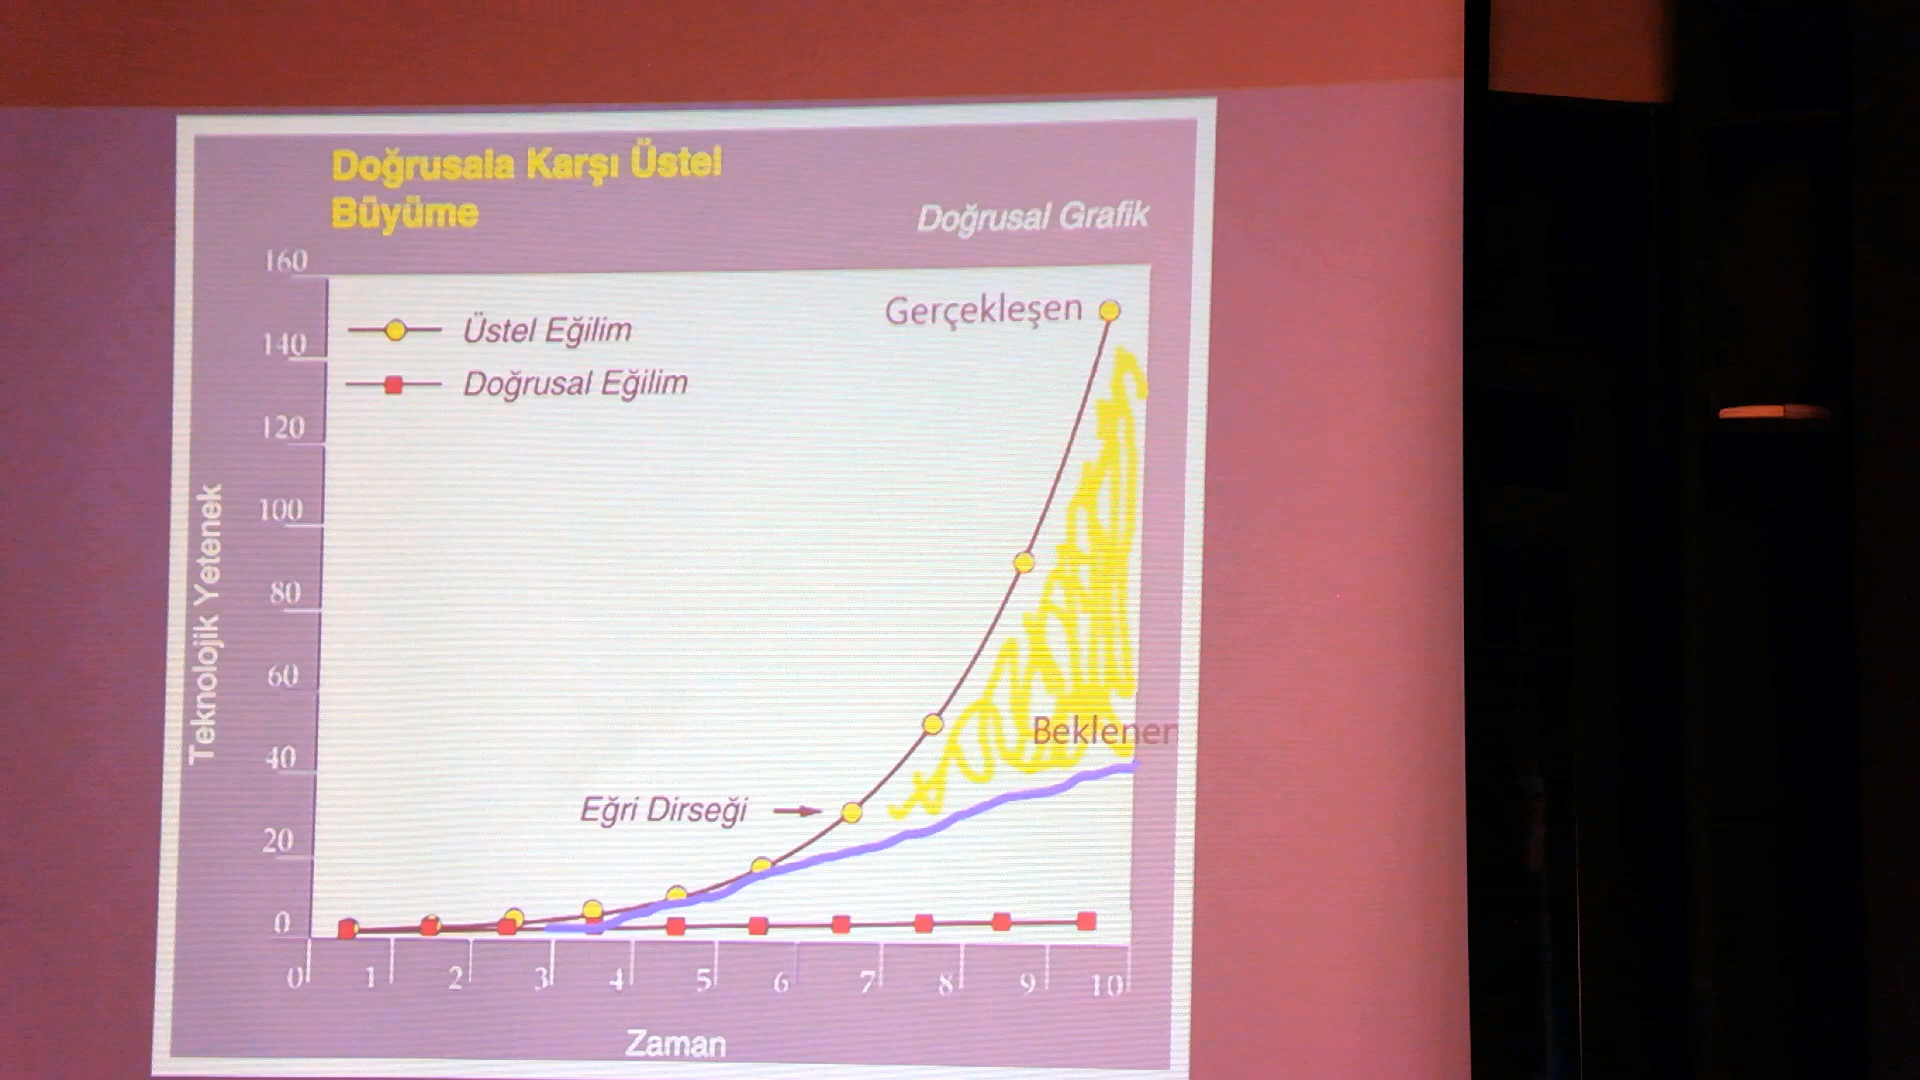 Doğrusala Karşı Üstel
Büyüme
Doğrusal Grafik
160
140
120
100
80
60
40
20
0
Üstel Eğilim
Doğrusal Eğilim
Gerçekleşen
Beklenen
Eğri Dirseği
Teknolojik Yetenek
0 1 2 3 4 5 6 7 8 9 10
Zaman